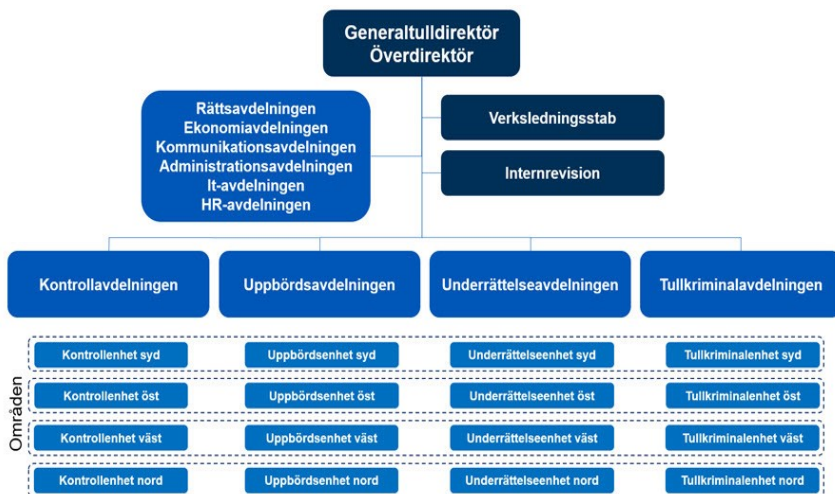 Generaltulldirektör
Överdirektör
Rättsavdelningen
Ekonomiavdelningen
Kommunikationsavdelningen
Administrationsavdelningen
It-avdelningen
HR-avdelningen
Verksledningsstab
Internrevision
Kontrollavdelningen
Uppbördsavdelningen
Underrättelseavdelningen
Tullkriminalavdelningen
Områden
Kontrollenhet syd
Uppbördsenhet syd
Underrättelseenhet syd
Tullkriminalenhet syd
Kontrollenhet öst
Uppbördsenhet öst
Underrättelseenhet öst
Tullkriminalenhet öst
Kontrollenhet väst
Uppbördsenhet väst
Underrättelseenhet väst
Tullkriminalenhet väst
Kontrollenhet nord
Uppbördsenhet nord
Underrättelseenhet nord
Tullkriminalenhet nord